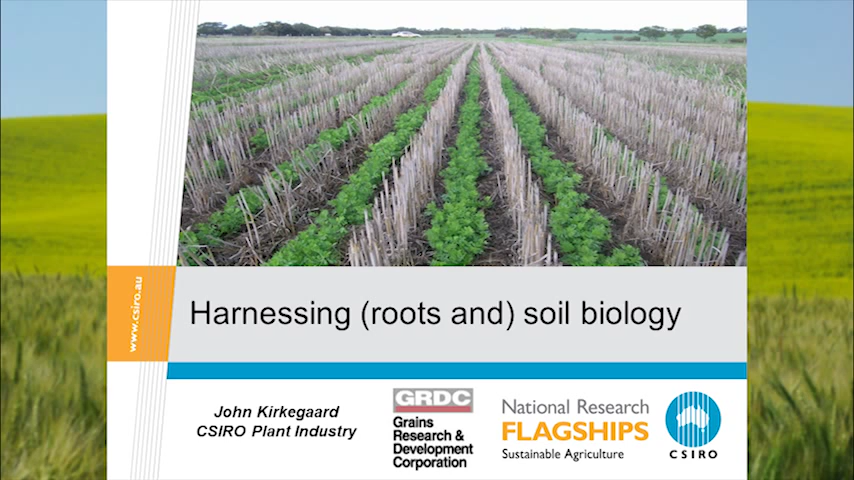 www.csiro.au
Harnessing (roots and) soil biology
John Kirkegaard
CSIRO Plant Industry
GRDC
Grains
Research &
Development
Corporation
National Research
FLAGSHIPS
Sustainable Agriculture
CSIRO